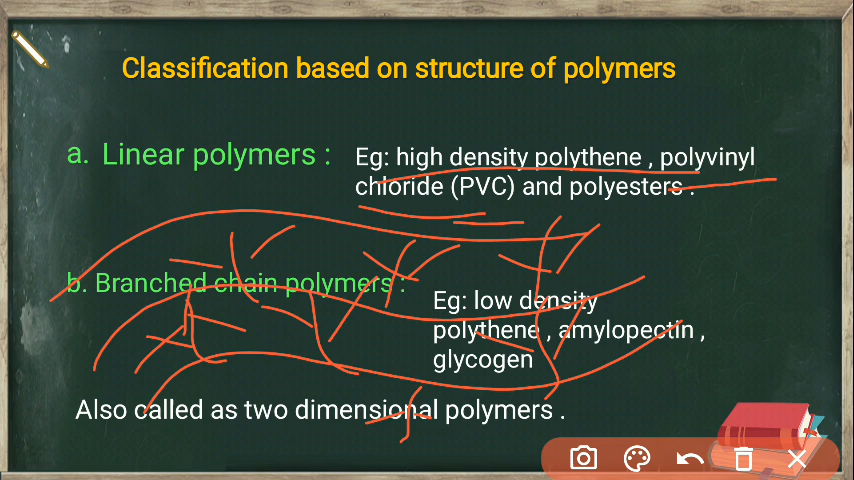 Classification based on structure of polymers
a. Linear polymers :
Eg: high density polythene , polyvinyl
chloride (PVC) and polyesters .
b. Branched chain polymers :
Eg: low density
polythene , amylopectin ,
glycogen
Also called as two dimensional polymers .